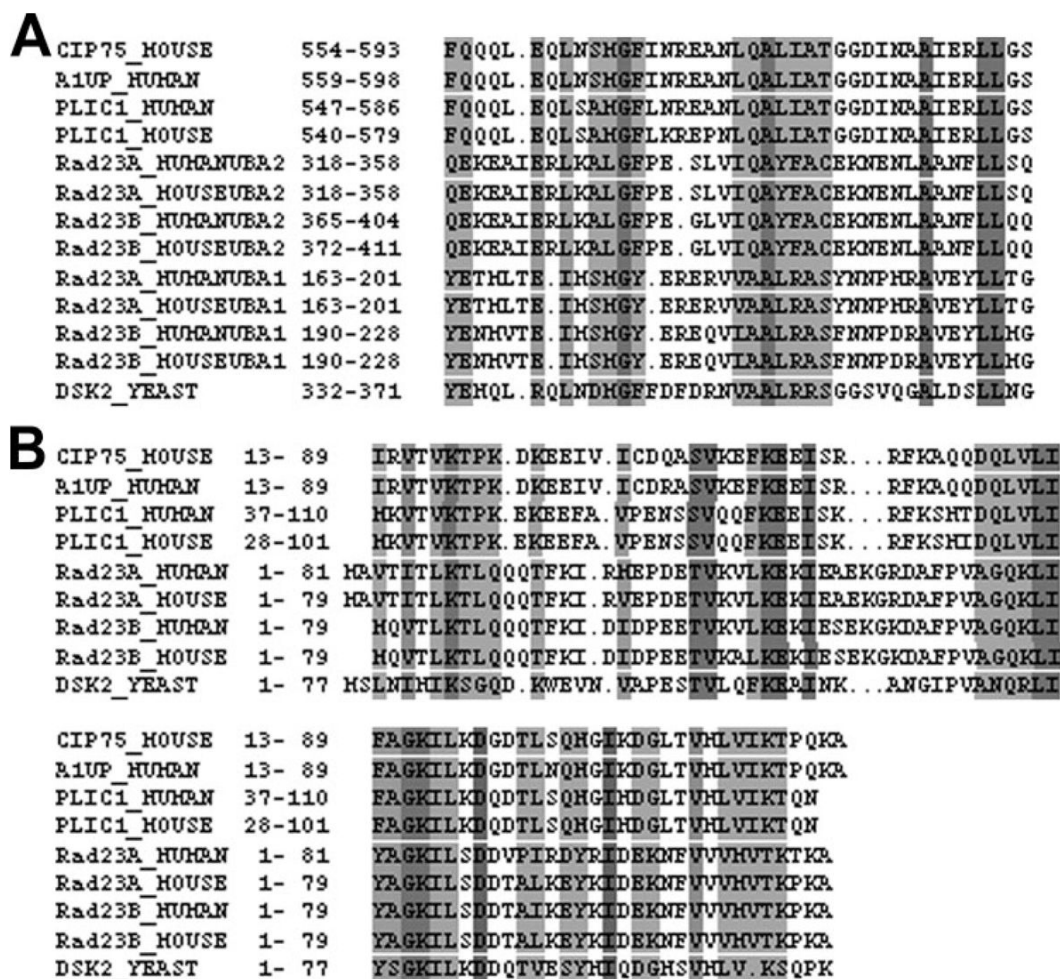 A
CIP75_MOUSE 554-593 FQQQL.EQLNSMGFINREANLQALIATGGDINAAIERLLGS
A1UP_HUMAN 559-598 FQQQL.EQLNSMGFINREANLQALIATGGDINAAIERLLGS
PLIC1_HUMAN 547-586 FQQQL.EQLSAMGFLNREANLQALIATGGDINAAIERLLGS
PLIC1_MOUSE 540-579 FQQQL.EQLSAMGFLKREPNLQALIATGGDINAAIERLLGS
Rad23A_HUMANUBA2 318-358 QEKEAIERLKALGFPE.SLVIQAYFACEKNENLAANFLLSQ
Rad23A_MOUSEUBA2 318-358 QEKEAIERLKALGFPE.SLVIQAYFACEKNENLAANFLLSQ
Rad23B_HUMANUBA2 365-404 QEKEAIERLKALGFPE.GLVIQAYFACEKNENLAANFLLQQ
Rad23B_MOUSEUBA2 372-411 QEKEAIERLKALGFPE.GLVIQAYFACEKNENLAANFLLQQ
Rad23A_HUMANUBA1 163-201 YETMLTE.IMSMGY.ERERVVAALRASYNNPHRAVEYLLTG
Rad23A_MOUSEUBA1 163-201 YETMLTE.IMSMGY.ERERVVAALRASYNNPHRAVEYLLTG
Rad23B_HUMANUBA1 190-228 YENMVTE.IMSMGY.EREQVIAALRASFNNPDRAVEYLLMG
Rad23B_MOUSEUBA1 190-228 YENMVTE.IMSMGY.EREQVIAALRASFNNPDRAVEYLLMG
DSK2_YEAST 332-371 YEHQL.RQLNDMGFFDFDRNVAALRRSGGSVQGALDSLLNG
B
CIP75_MOUSE 13- 89 IRVTVKTPK.DKEEIV.ICDQASVKEFKEEISR...RFKAQQDQLVLI
A1UP_HUMAN 13- 89 IRVTVKTPK.DKEEIV.ICDRASVKEFKEEISR...RFKAQQDQLVLI
PLIC1_HUMAN 37-110 MKVTVKTPK.EKEEFA.VPENSSVQQFKEEISK...RFKSHTDQLVLI
PLIC1_MOUSE 28-101 MKVTVKTPK.EKEEFA.VPENSSVQQFKEEISK...RFKSHIDQLVLI
Rad23A_HUMAN 1- 81 MAVTITLKTLQQQTFKI.RMEPDETVKVLKEKIEAEKGRDAFPVAGQKLI
Rad23A_MOUSE 1- 79 MAVTITLKTLQQQTFKI.RVEPDETVKVLKEKIEAEKGRDAFPVAGQKLI
Rad23B_HUMAN 1- 79 MQVTLKTLQQQTFKI.DIDPEETVKVLKEKIESEKGKDAFPVAGQKLI
Rad23B_MOUSE 1- 79 MQVTLKTLQQQTFKI.DIDPEETVKALKEKIESEKGKDAFPVAGQKLI
DSK2_YEAST 1- 77 MSLNIHIKSGQD.KWEVN.VAPESTVLQFKEAINK...ANGIPVANQRLI
CIP75_MOUSE 13- 89 FAGKILKDGDTLSQHGIKDGLTVHLVIKTPQKA
A1UP_HUMAN 13- 89 FAGKILKDGDTLNQHGIKDGLTVHLVIKTPQKA
PLIC1_HUMAN 37-110 FAGKILKDQDTLSQHGIHDGLTVHLVIKTQN
PLIC1_MOUSE 28-101 FAGKILKDQDTLSQHGIHDGLTVHLVIKTQN
Rad23A_HUMAN 1- 81 YAGKILSDDVPIRDYRIDEKNFVVVMVTKTKA
Rad23A_MOUSE 1- 79 YAGKILSDDTALKEYKIDEKNFVVVMVTKPKA
Rad23B_HUMAN 1- 79 YAGKILSDDTAIKEYKIDEKNFVVVMVTKPKA
Rad23B_MOUSE 1- 79 YAGKILSDDTALKEYKIDEKNFVVVMVTKPKA
DSK2_YEAST 1- 77 YSGKILKDDQTVESYHIQDGHSVHLV.KSQPK